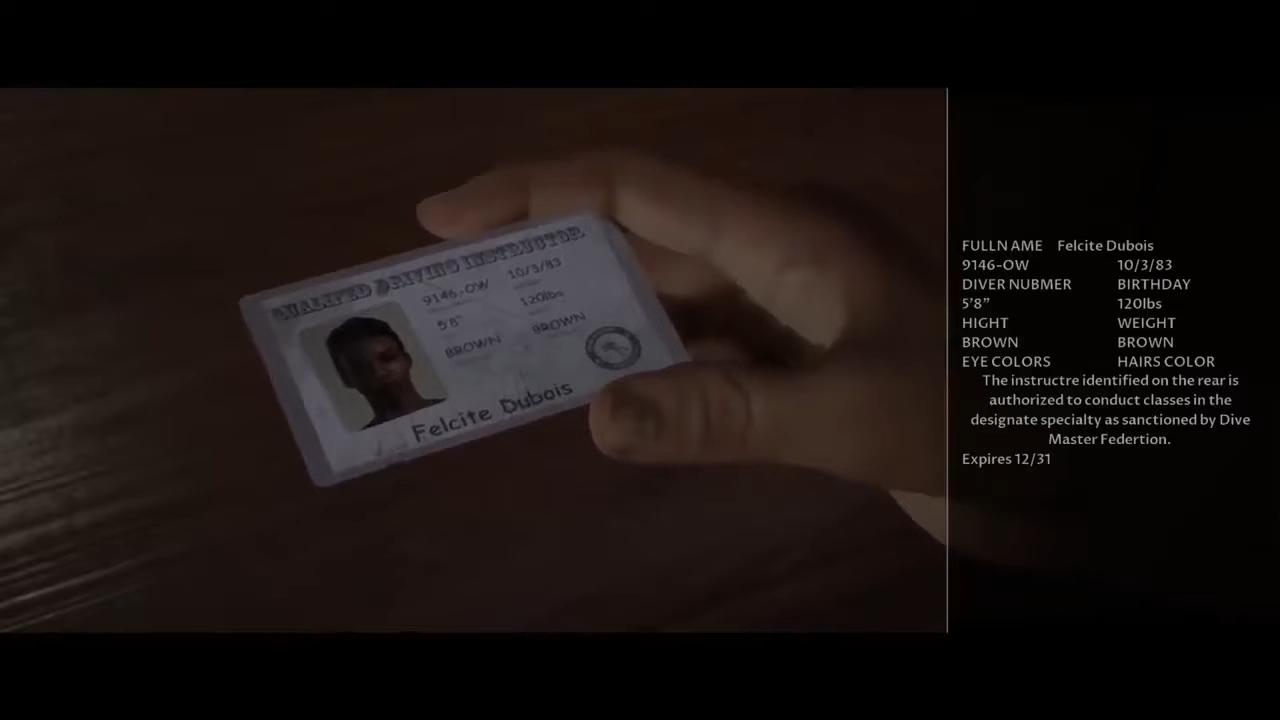 QUALIFED DRIVING INSTRUCTOR
9146-OW 10/3/83
5'8" 120lbs
BROWN BROWN
Felcite Dubois
FULLN AME Felcite Dubois
9146-OW 10/3/83
DIVER NUBMER BIRTHDAY
5’8” 120lbs
HIGHT WEIGHT
BROWN BROWN
EYE COLORS HAIRS COLOR
The instructre identified on the rear is
authorized to conduct classes in the
designate specialty as sanctioned by Dive
Master Federtion.
Expires 12/31